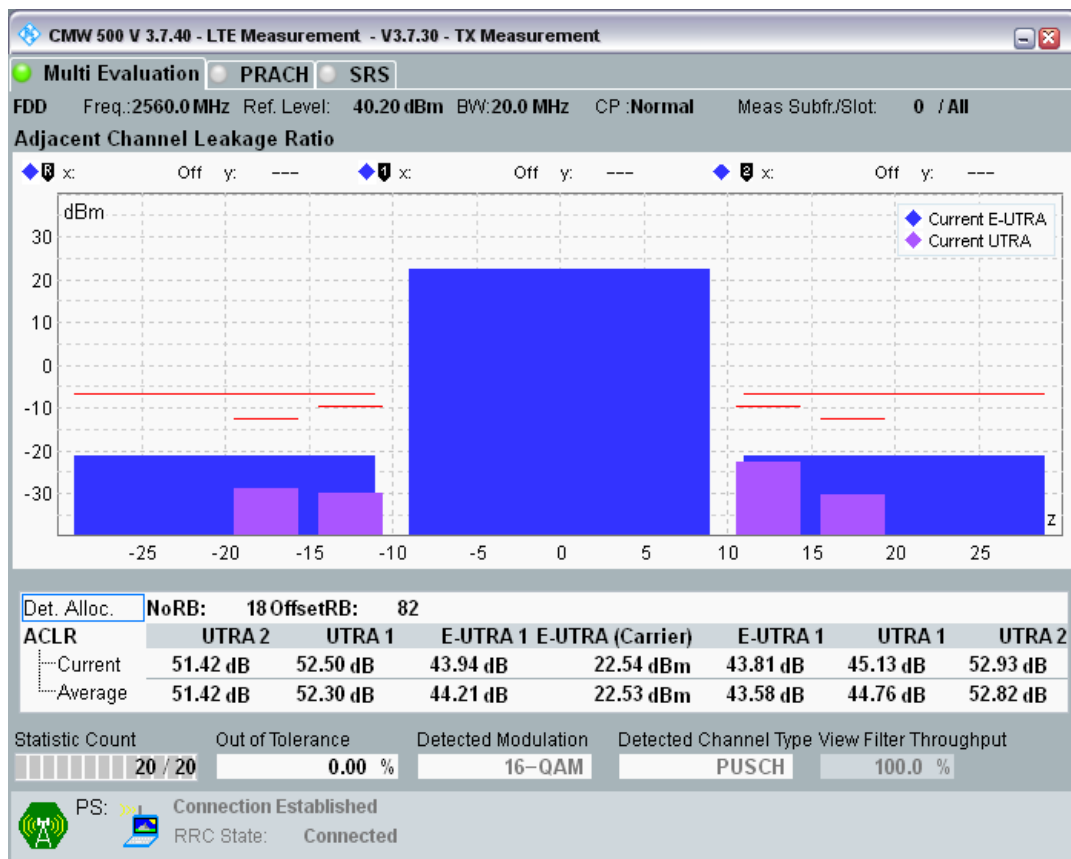 CMW 500 V 3.7.40 - LTE Measurement - V3.7.30 - TX Measurement
Multi Evaluation PRACH SRS
FDD Freq.:2560.0 MHz Ref. Level: 40.20 dBm BW:20.0 MHz CP :Normal Meas Subfr./Slot: 0 / All
Adjacent Channel Leakage Ratio
R x: Off y: --- 1 x: Off y: --- 2 x: Off y: ---
dBm
Current E-UTRA
Current UTRA
30
20
10
0
-10
-20
-30
z
-25 -20 -15 -10 -5 0 5 10 15 20 25
Det. Alloc. NoRB: 18 OffsetRB: 82
ACLR UTRA 2 UTRA 1 E-UTRA 1 E-UTRA (Carrier) E-UTRA 1 UTRA 1 UTRA 2
Current 51.42 dB 52.50 dB 43.94 dB 22.54 dBm 43.81 dB 45.13 dB 52.93 dB
Average 51.42 dB 52.30 dB 44.21 dB 22.53 dBm 43.58 dB 44.76 dB 52.82 dB
Statistic Count Out of Tolerance Detected Modulation Detected Channel Type View Filter Throughput
20 / 20 0.00 % 16-QAM PUSCH 100.0 %
PS: Connection Established
RRC State: Connected